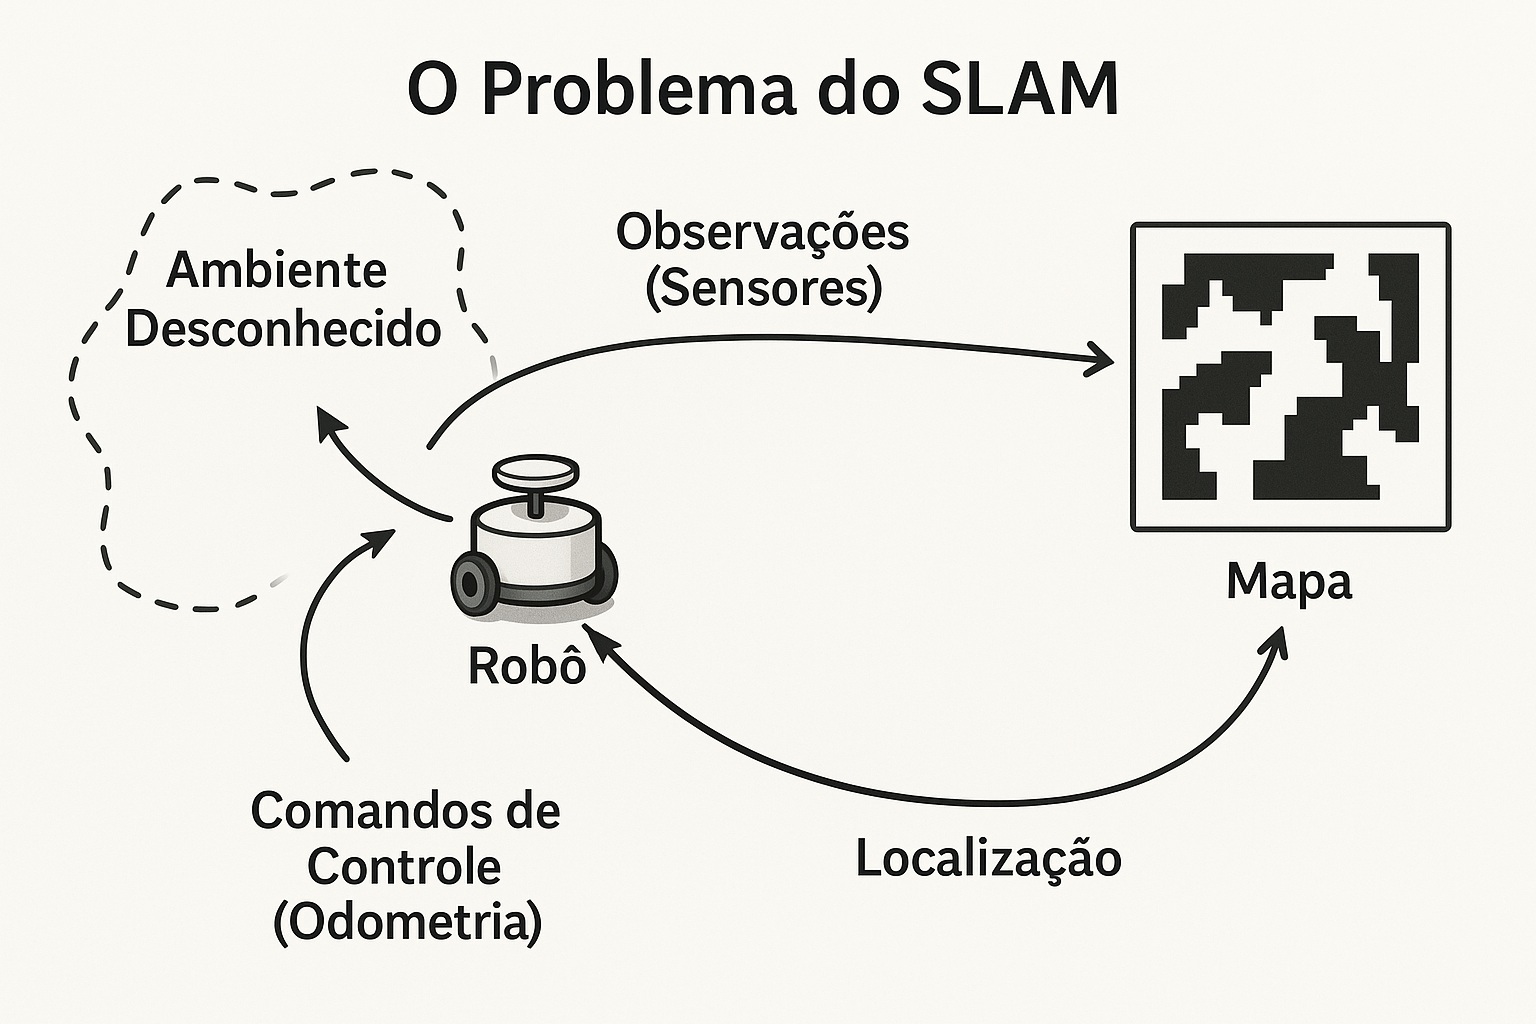 O Problema do SLAM
Ambiente
Desconhecido
Observações
(Sensores)
Mapa
Robô
Comandos de
Controle
(Odometria)
Localização